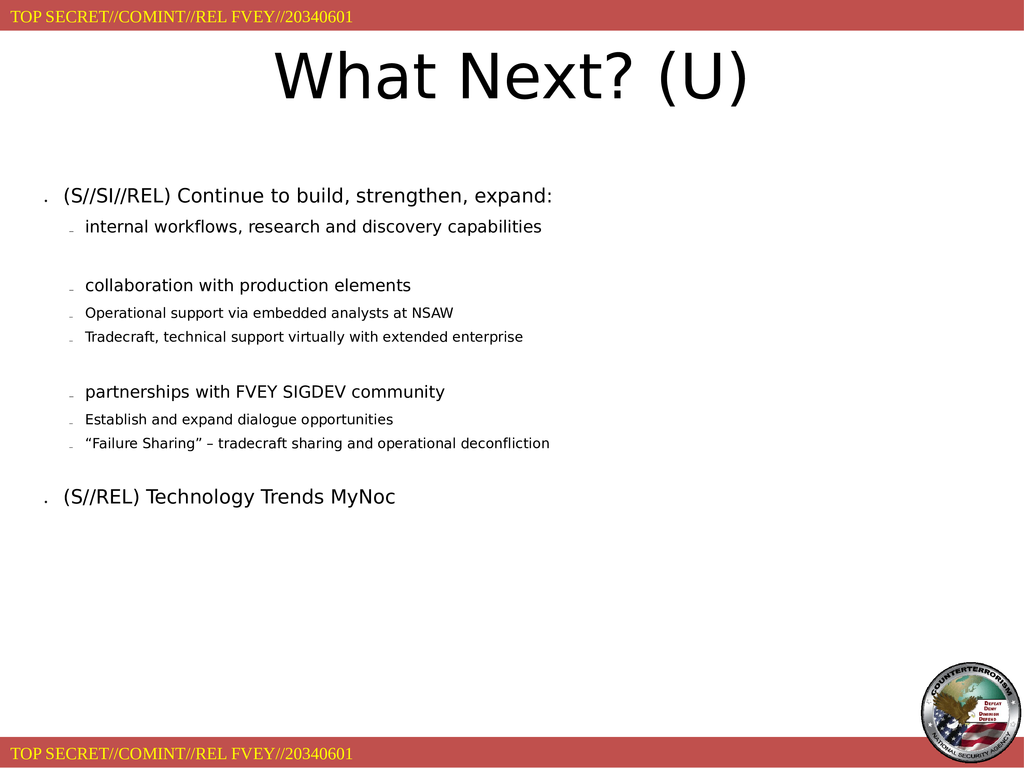 TOP SECRET//COMINT//REL FVEY//20340601
What Next? (U)
(S//SI//REL) Continue to build, strengthen, expand:
internal workflows, research and discovery capabilities
collaboration with production elements
Operational support via embedded analysts at NSAW
Tradecraft, technical support virtually with extended enterprise
partnerships with FVEY SIGDEV community
Establish and expand dialogue opportunities
“Failure Sharing” – tradecraft sharing and operational deconfliction
(S//REL) Technology Trends MyNoc
COUNTERTERRORISM
DEFEAT
DENY
DIMINISH
DEFEND
NATIONAL SECURITY AGENCY
TOP SECRET//COMINT//REL FVEY//20340601